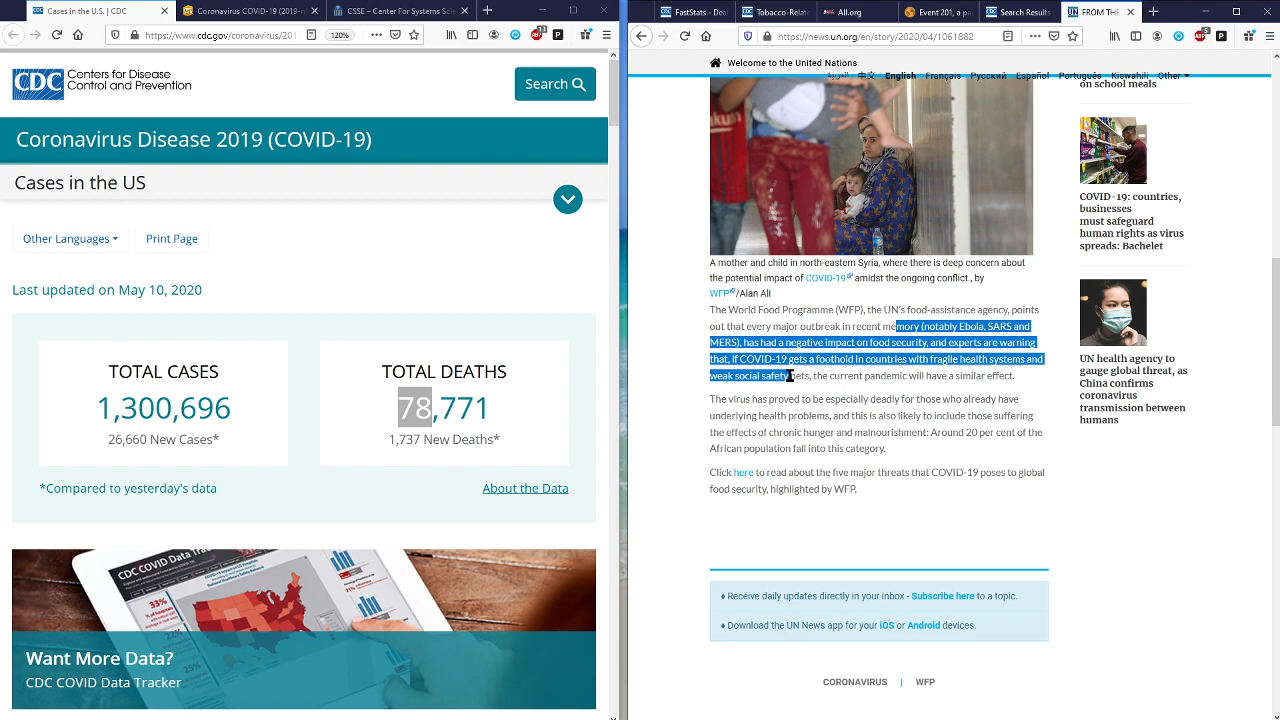 Cases in the U.S. | CDC
Coronavirus COVID-19 (2019-n
CSSE – Center For Systems Scie
https://www.cdc.gov/coronavirus/201
120%
CDC
Centers for Disease
Control and Prevention
Search
Coronavirus Disease 2019 (COVID-19)
Cases in the US
Other Languages
Print Page
Last updated on May 10, 2020
TOTAL CASES
1,300,696
26,660 New Cases*
TOTAL DEATHS
78,771
1,737 New Deaths*
*Compared to yesterday's data
About the Data
CDC COVID Data Tracker
33%
Want More Data?
CDC COVID Data Tracker
FastStats - Dea
Tobacco-Relate
All.org
Event 201, a pa
Search Results
FROM THE
https://news.un.org/en/story/2020/04/1061882
Welcome to the United Nations
العربية 中文 English Français Русский Español Português Kiswahili Other
A mother and child in north-eastern Syria, where there is deep concern about
the potential impact of COVID-19 amidst the ongoing conflict., by
WFP/Alan Ali
The World Food Programme (WFP), the UN's food-assistance agency, points
out that every major outbreak in recent memory (notably Ebola, SARS and
MERS), has had a negative impact on food security, and experts are warning
that, if COVID-19 gets a foothold in countries with fragile health systems and
weak social safety nets, the current pandemic will have a similar effect.
The virus has proved to be especially deadly for those who already have
underlying health problems, and this is also likely to include those suffering
the effects of chronic hunger and malnourishment: Around 20 per cent of the
African population fall into this category.
Click here to read about the five major threats that COVID-19 poses to global
food security, highlighted by WFP.
♦ Receive daily updates directly in your inbox - Subscribe here to a topic.
♦ Download the UN News app for your iOS or Android devices.
CORONAVIRUS | WFP
on school meals
COVID-19: countries,
businesses
must safeguard
human rights as virus
spreads: Bachelet
UN health agency to
gauge global threat, as
China confirms
coronavirus
transmission between
humans